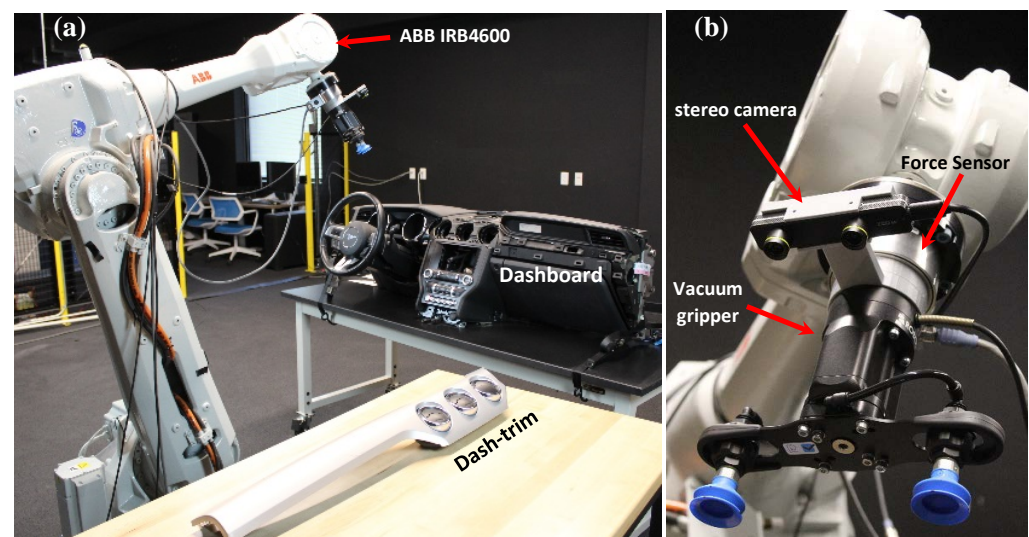 (a)
ABB IRB4600
ABB
Dashboard
Dash-trim
(b)
stereo camera
Force Sensor
Vacuum
gripper